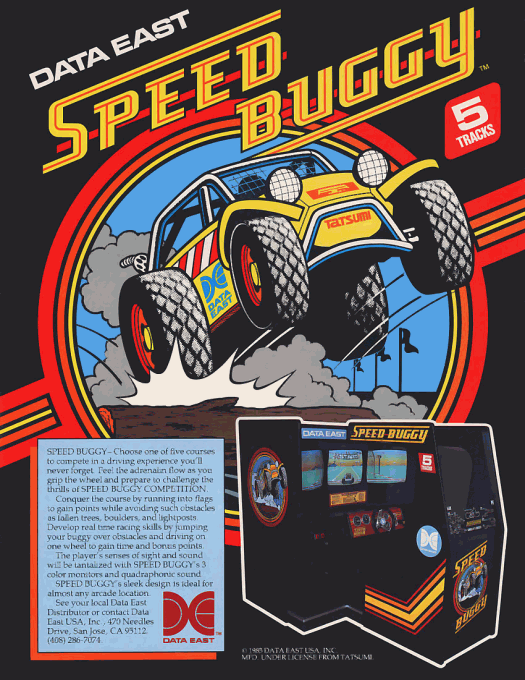 DATA EAST
SPEED
BUGGY™
5
TRACKS
TATSUMI
DATA
EAST
SPEED BUGGY– Choose one of five courses
to compete in a driving experience you'll
never forget. Feel the adrenalin flow as you
grip the wheel and prepare to challenge the
thrills of SPEED BUGGY COMPETITION.
Conquer the course by running into flags
to gain points while avoiding such obstacles
as fallen trees, boulders, and lightposts.
Develop real time racing skills by jumping
your buggy over obstacles and driving on
one wheel to gain time and bonus points.
The player's senses of sight and sound
will be tantalized with SPEED BUGGY's 3
color monitors and quadraphonic sound.
SPEED BUGGY's sleek design is ideal for
almost any arcade location.
See your local Data East
Distributor or contact Data
East USA, Inc., 470 Needles
Drive, San Jose, CA 95112.
(408) 286-7074.
DATA EAST™
DATA EAST
SPEED BUGGY
5
TRACKS
SPEED
BUGGY
© 1985 DATA EAST USA, INC.
MFD. UNDER LICENSE FROM TATSUMI.